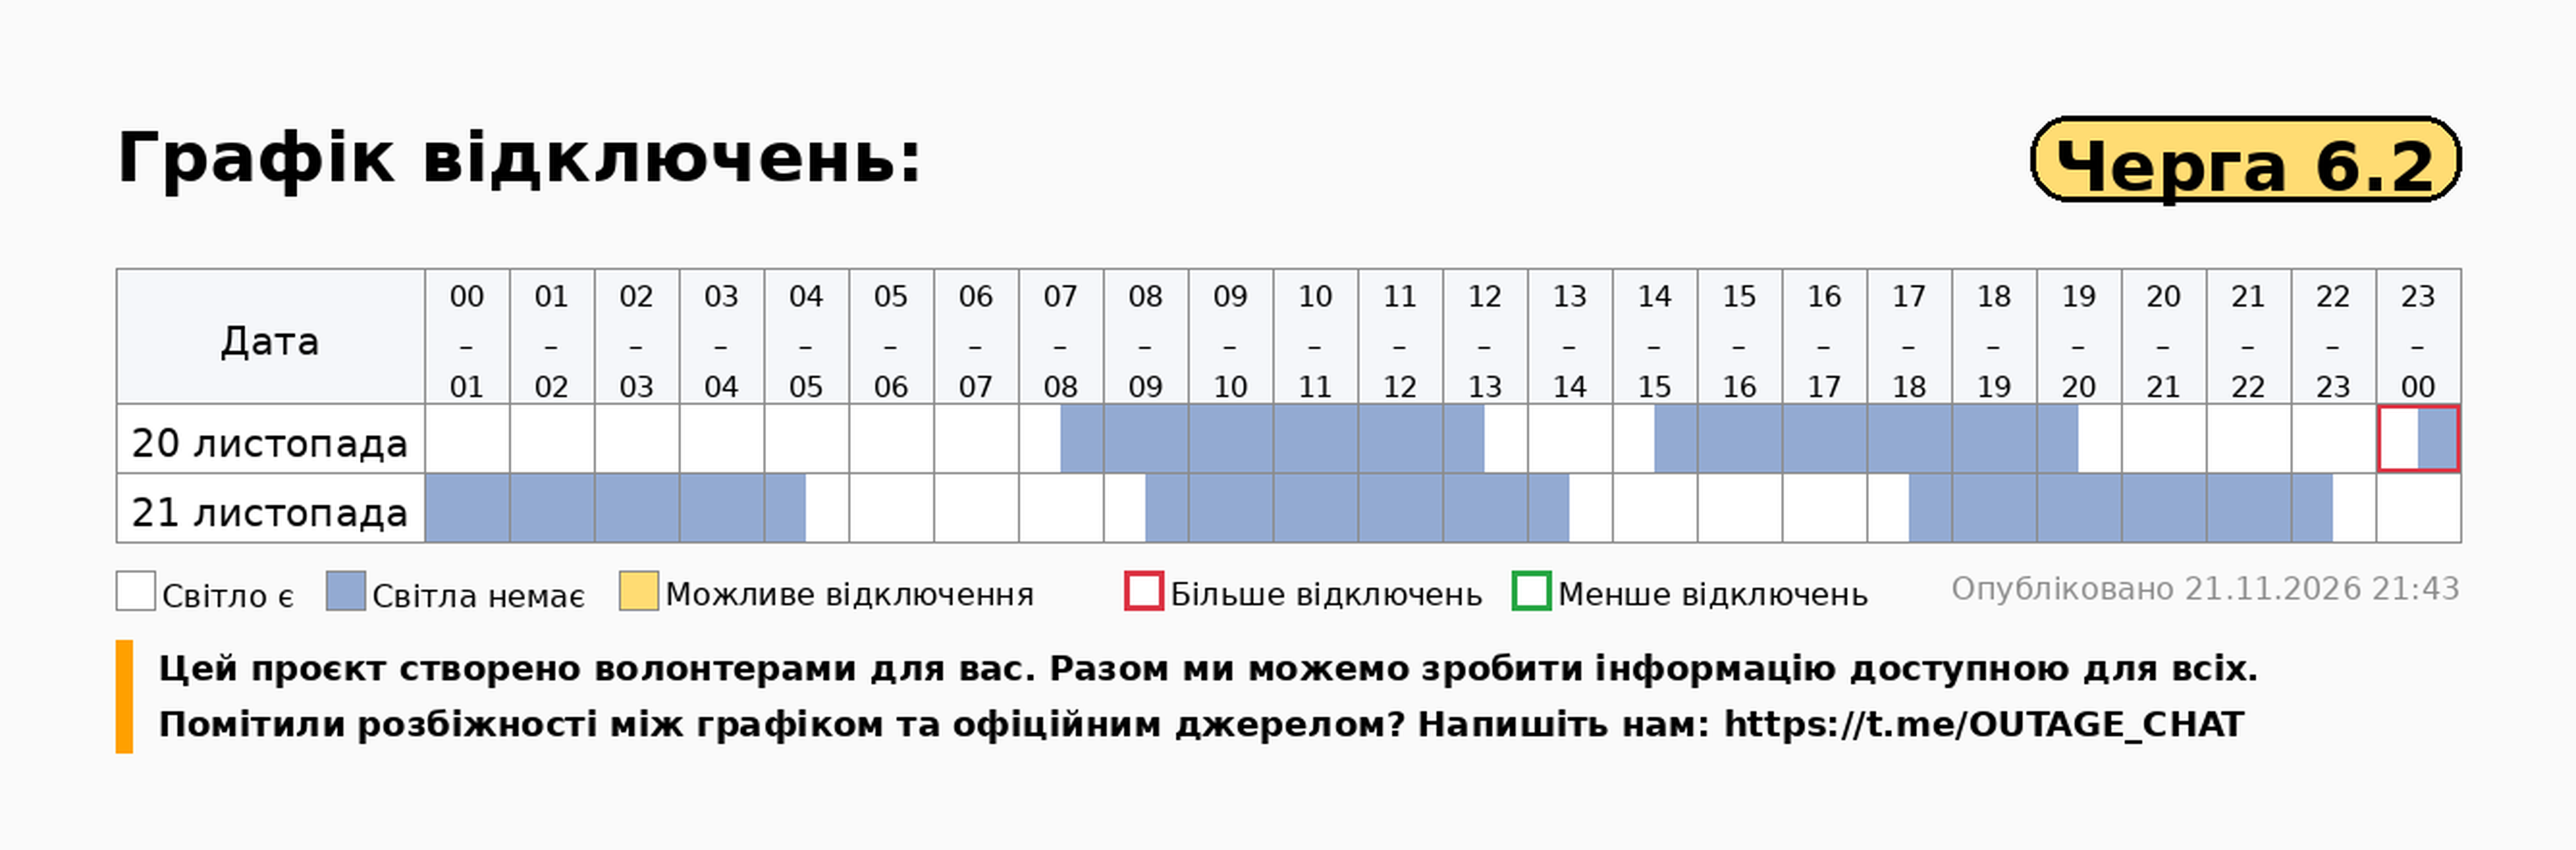 Графік відключень:
Черга 6.2
Дата
00 – 01
01 – 02
02 – 03
03 – 04
04 – 05
05 – 06
06 – 07
07 – 08
08 – 09
09 – 10
10 – 11
11 – 12
12 – 13
13 – 14
14 – 15
15 – 16
16 – 17
17 – 18
18 – 19
19 – 20
20 – 21
21 – 22
22 – 23
23 – 00
20 листопада
21 листопада
Світло є
Світла немає
Можливе відключення
Більше відключень
Менше відключень
Опубліковано 21.11.2026 21:43
Цей проєкт створено волонтерами для вас. Разом ми можемо зробити інформацію доступною для всіх.
Помітили розбіжності між графіком та офіційним джерелом? Напишіть нам: https://t.me/OUTAGE_CHAT